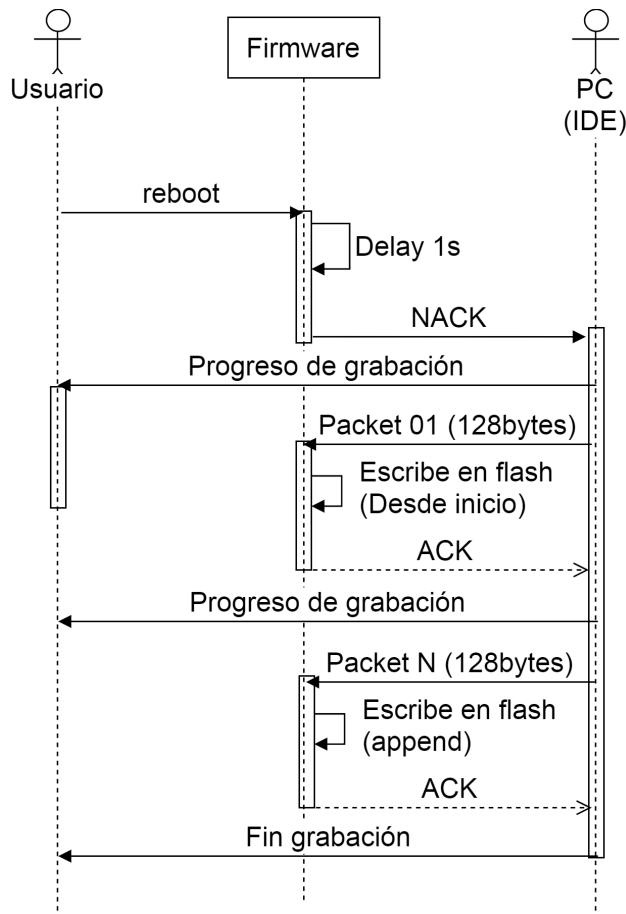 Usuario
Firmware
PC
(IDE)
reboot
Delay 1s
NACK
Progreso de grabación
Packet 01 (128bytes)
Escribe en flash
(Desde inicio)
ACK
Progreso de grabación
Packet N (128bytes)
Escribe en flash
(append)
ACK
Fin grabación